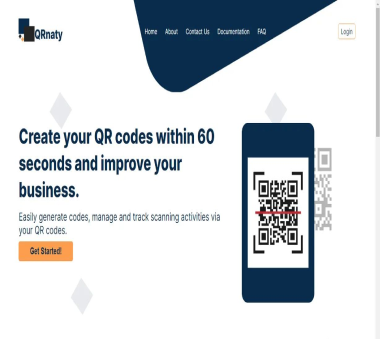 QRnaty
Home About Contact Us Documentation FAQ
Login
Create your QR codes within 60
seconds and improve your
business.
Easily generate codes, manage and track scanning activities via
your QR codes.
Get Started!